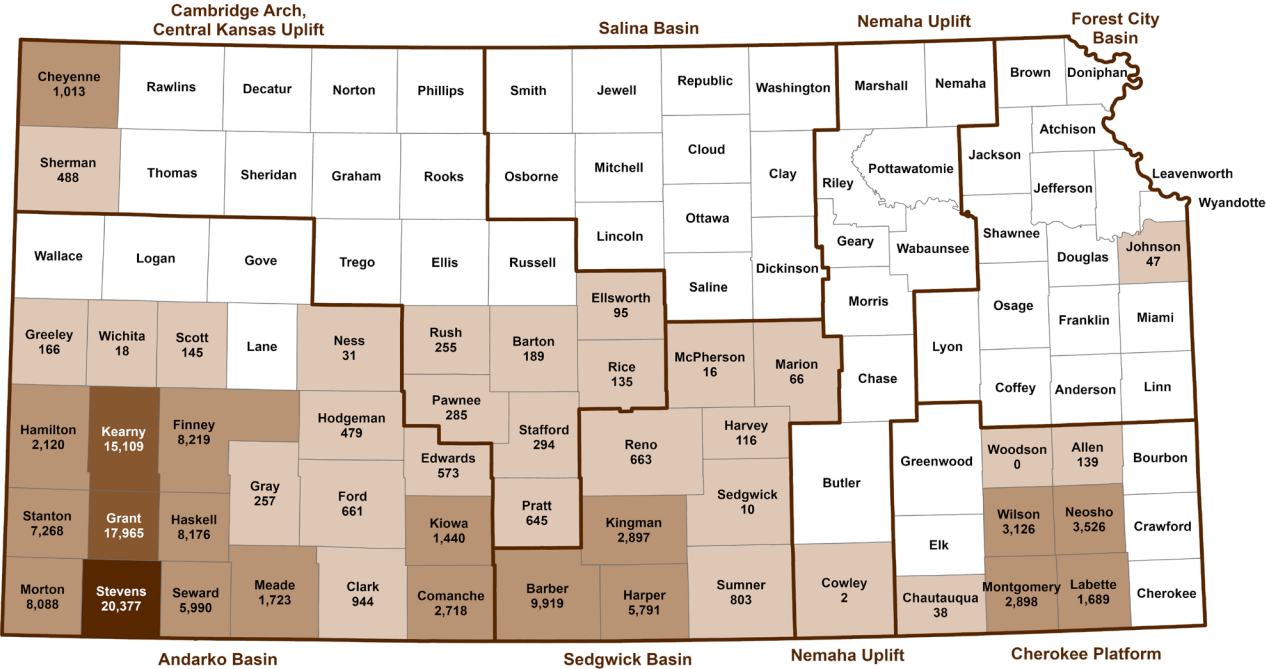 Cambridge Arch,
Central Kansas Uplift
Salina Basin
Nemaha Uplift
Forest City
Basin
Cheyenne
1,013
Rawlins
Decatur
Norton
Phillips
Smith
Jewell
Republic
Washington
Marshall
Nemaha
Brown
Doniphan
Sherman
488
Thomas
Sheridan
Graham
Rooks
Osborne
Mitchell
Cloud
Clay
Riley
Pottawatomie
Jackson
Atchison
Jefferson
Leavenworth
Wyandotte
Wallace
Logan
Gove
Trego
Ellis
Russell
Lincoln
Ottawa
Saline
Dickinson
Geary
Wabaunsee
Morris
Shawnee
Douglas
Johnson
47
Greeley
166
Wichita
18
Scott
145
Lane
Ness
31
Rush
255
Barton
189
Ellsworth
95
Rice
135
McPherson
16
Marion
66
Chase
Lyon
Osage
Franklin
Miami
Coffey
Anderson
Linn
Hamilton
2,120
Kearny
15,109
Finney
8,219
Hodgeman
479
Pawnee
285
Stafford
294
Edwards
573
Reno
663
Harvey
116
Sedgwick
10
Butler
Greenwood
Woodson
0
Allen
139
Bourbon
Stanton
7,268
Grant
17,965
Haskell
8,176
Gray
257
Ford
661
Kiowa
1,440
Pratt
645
Kingman
2,897
Elk
Wilson
3,126
Neosho
3,526
Crawford
Morton
8,088
Stevens
20,377
Seward
5,990
Meade
1,723
Clark
944
Comanche
2,718
Barber
9,919
Harper
5,791
Sumner
803
Cowley
2
Chautauqua
38
Montgomery
2,898
Labette
1,689
Cherokee
Andarko Basin
Sedgwick Basin
Nemaha Uplift
Cherokee Platform